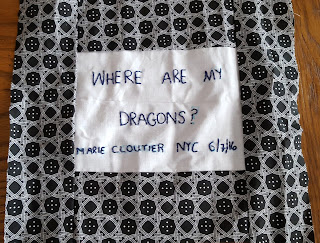 WHERE ARE MY
DRAGONS?
MARIE CLOUTIER NYC 6/7/16